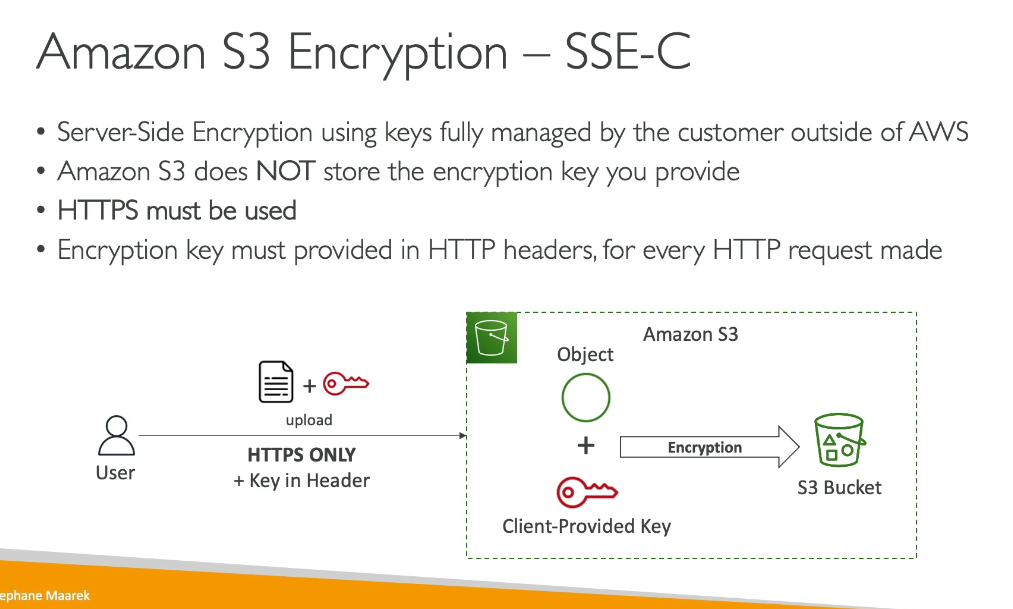 Amazon S3 Encryption – SSE-C
• Server-Side Encryption using keys fully managed by the customer outside of AWS
• Amazon S3 does NOT store the encryption key you provide
• HTTPS must be used
• Encryption key must provided in HTTP headers, for every HTTP request made
Amazon S3
Object
+
upload
+
Encryption
HTTPS ONLY
User
+ Key in Header
S3 Bucket
Client-Provided Key
ephane Maarek